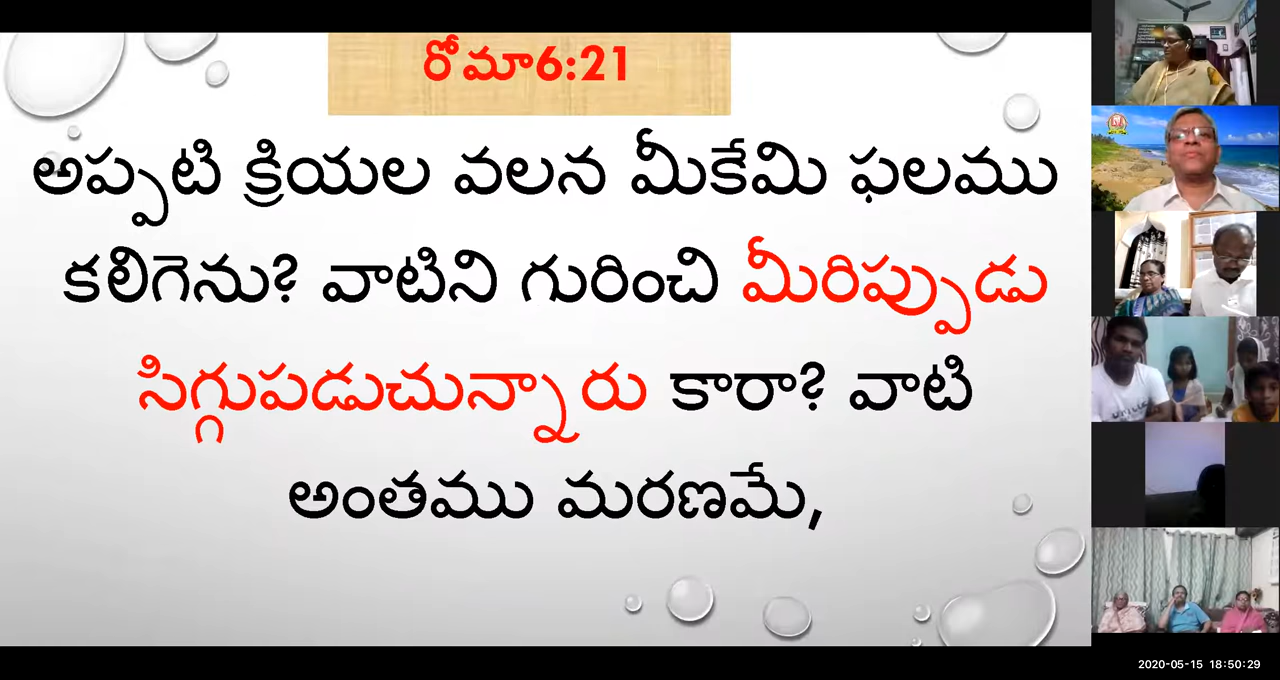 రోమా6:21
అప్పటి క్రియల వలన మీకేమి ఫలము
కలిగెను? వాటిని గురించి మీరిప్పుడు
సిగ్గుపడుచున్నారు కారా? వాటి
అంతము మరణమే,
2020-05-15 18:50:29